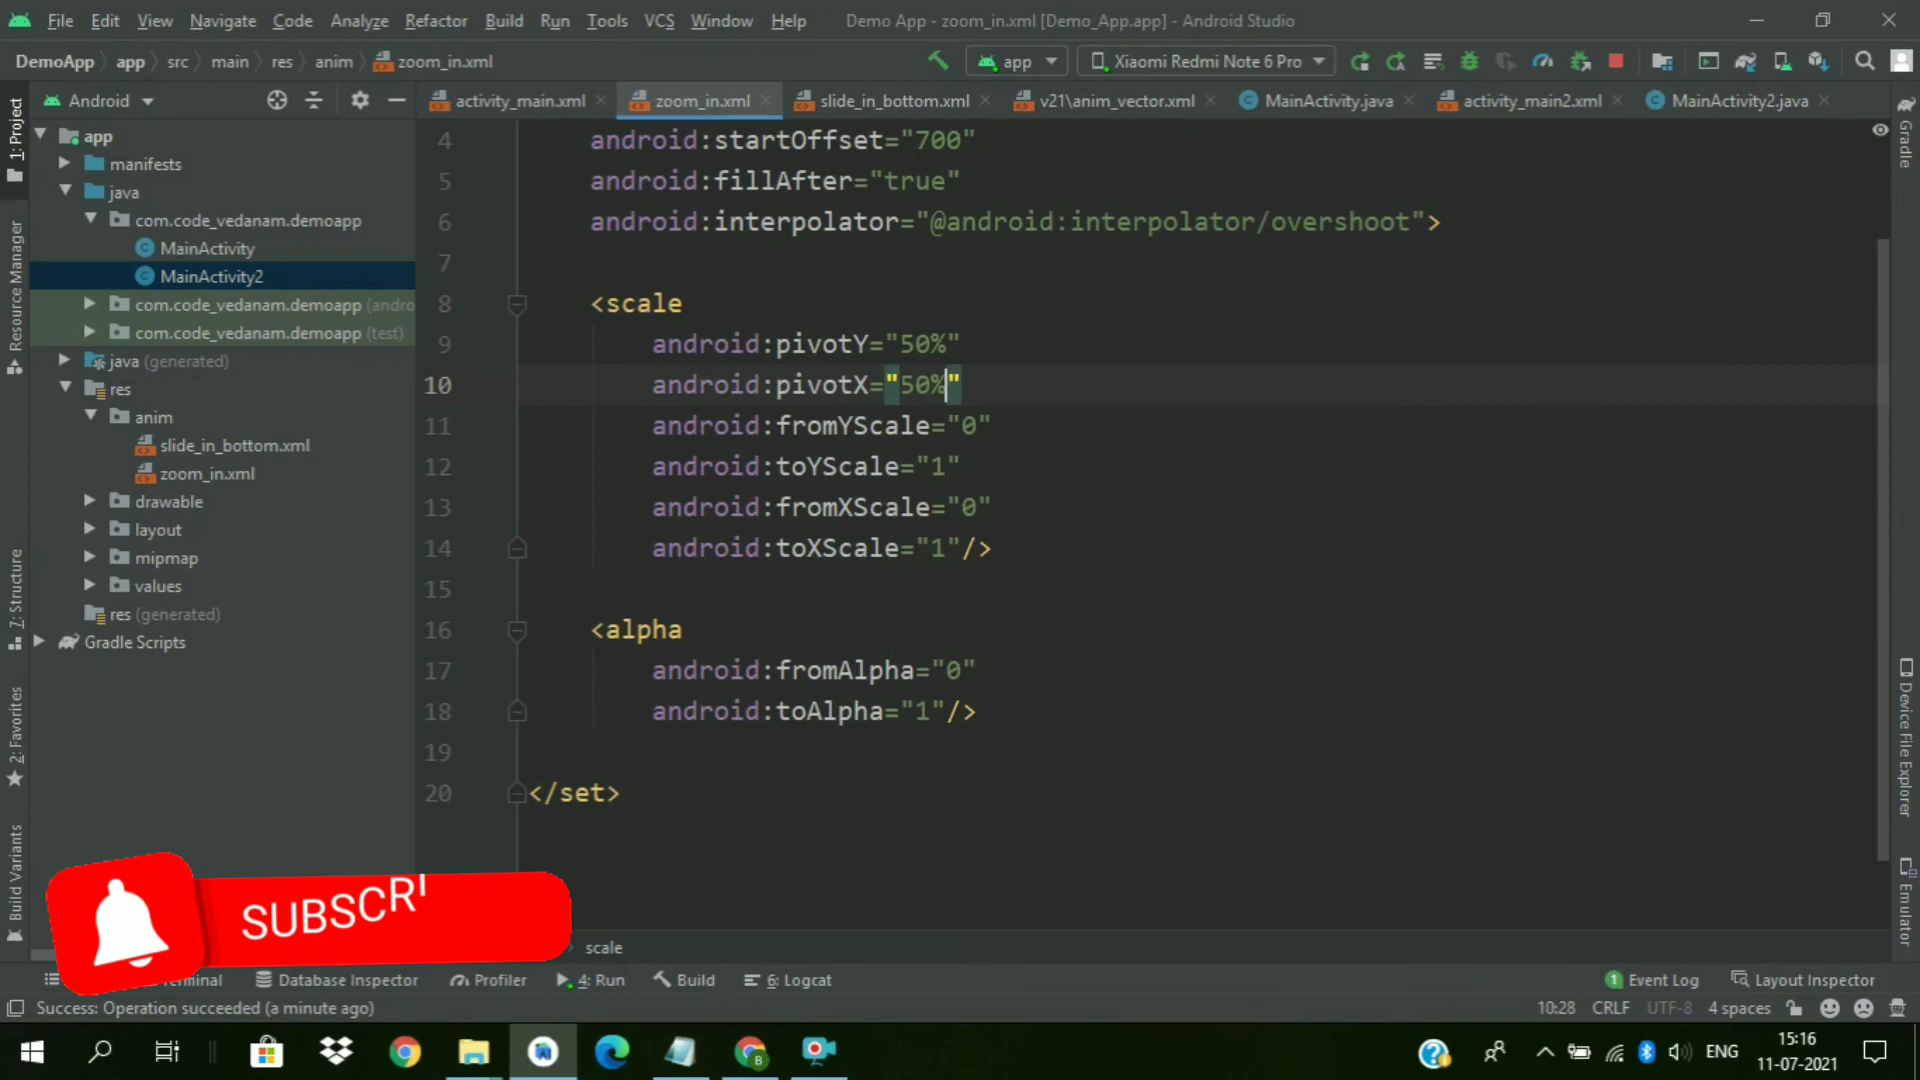 File Edit View Navigate Code Analyze Refactor Build Run Tools VCS Window Help Demo App - zoom_in.xml [Demo_App.app] - Android Studio
DemoApp app src main res anim zoom_in.xml app Xiaomi Redmi Note 6 Pro
Android activity_main.xml zoom_in.xml slide_in_bottom.xml v21\anim_vector.xml MainActivity.java activity_main2.xml MainActivity2.java
1: Project
Resource Manager
7: Structure
2: Favorites
Build Variants
app
manifests
java
com.code_vedanam.demoapp
MainActivity
MainActivity2
com.code_vedanam.demoapp (andro
com.code_vedanam.demoapp (test)
java (generated)
res
anim
slide_in_bottom.xml
zoom_in.xml
drawable
layout
mipmap
values
res (generated)
Gradle Scripts
4 android:startOffset="700"
5 android:fillAfter="true"
6 android:interpolator="@android:interpolator/overshoot">
7
8 <scale
9 android:pivotY="50%"
10 android:pivotX="50%"
11 android:fromYScale="0"
12 android:toYScale="1"
13 android:fromXScale="0"
14 android:toXScale="1"/>
15
16 <alpha
17 android:fromAlpha="0"
18 android:toAlpha="1"/>
19
20 </set>
Gradle
Device File Explorer
Emulator
SUBSCRI
scale
Database Inspector Profiler 4: Run Build 6: Logcat 1 Event Log Layout Inspector
Success: Operation succeeded (a minute ago) 10:28 CRLF UTF-8 4 spaces
ENG 15:16
11-07-2021